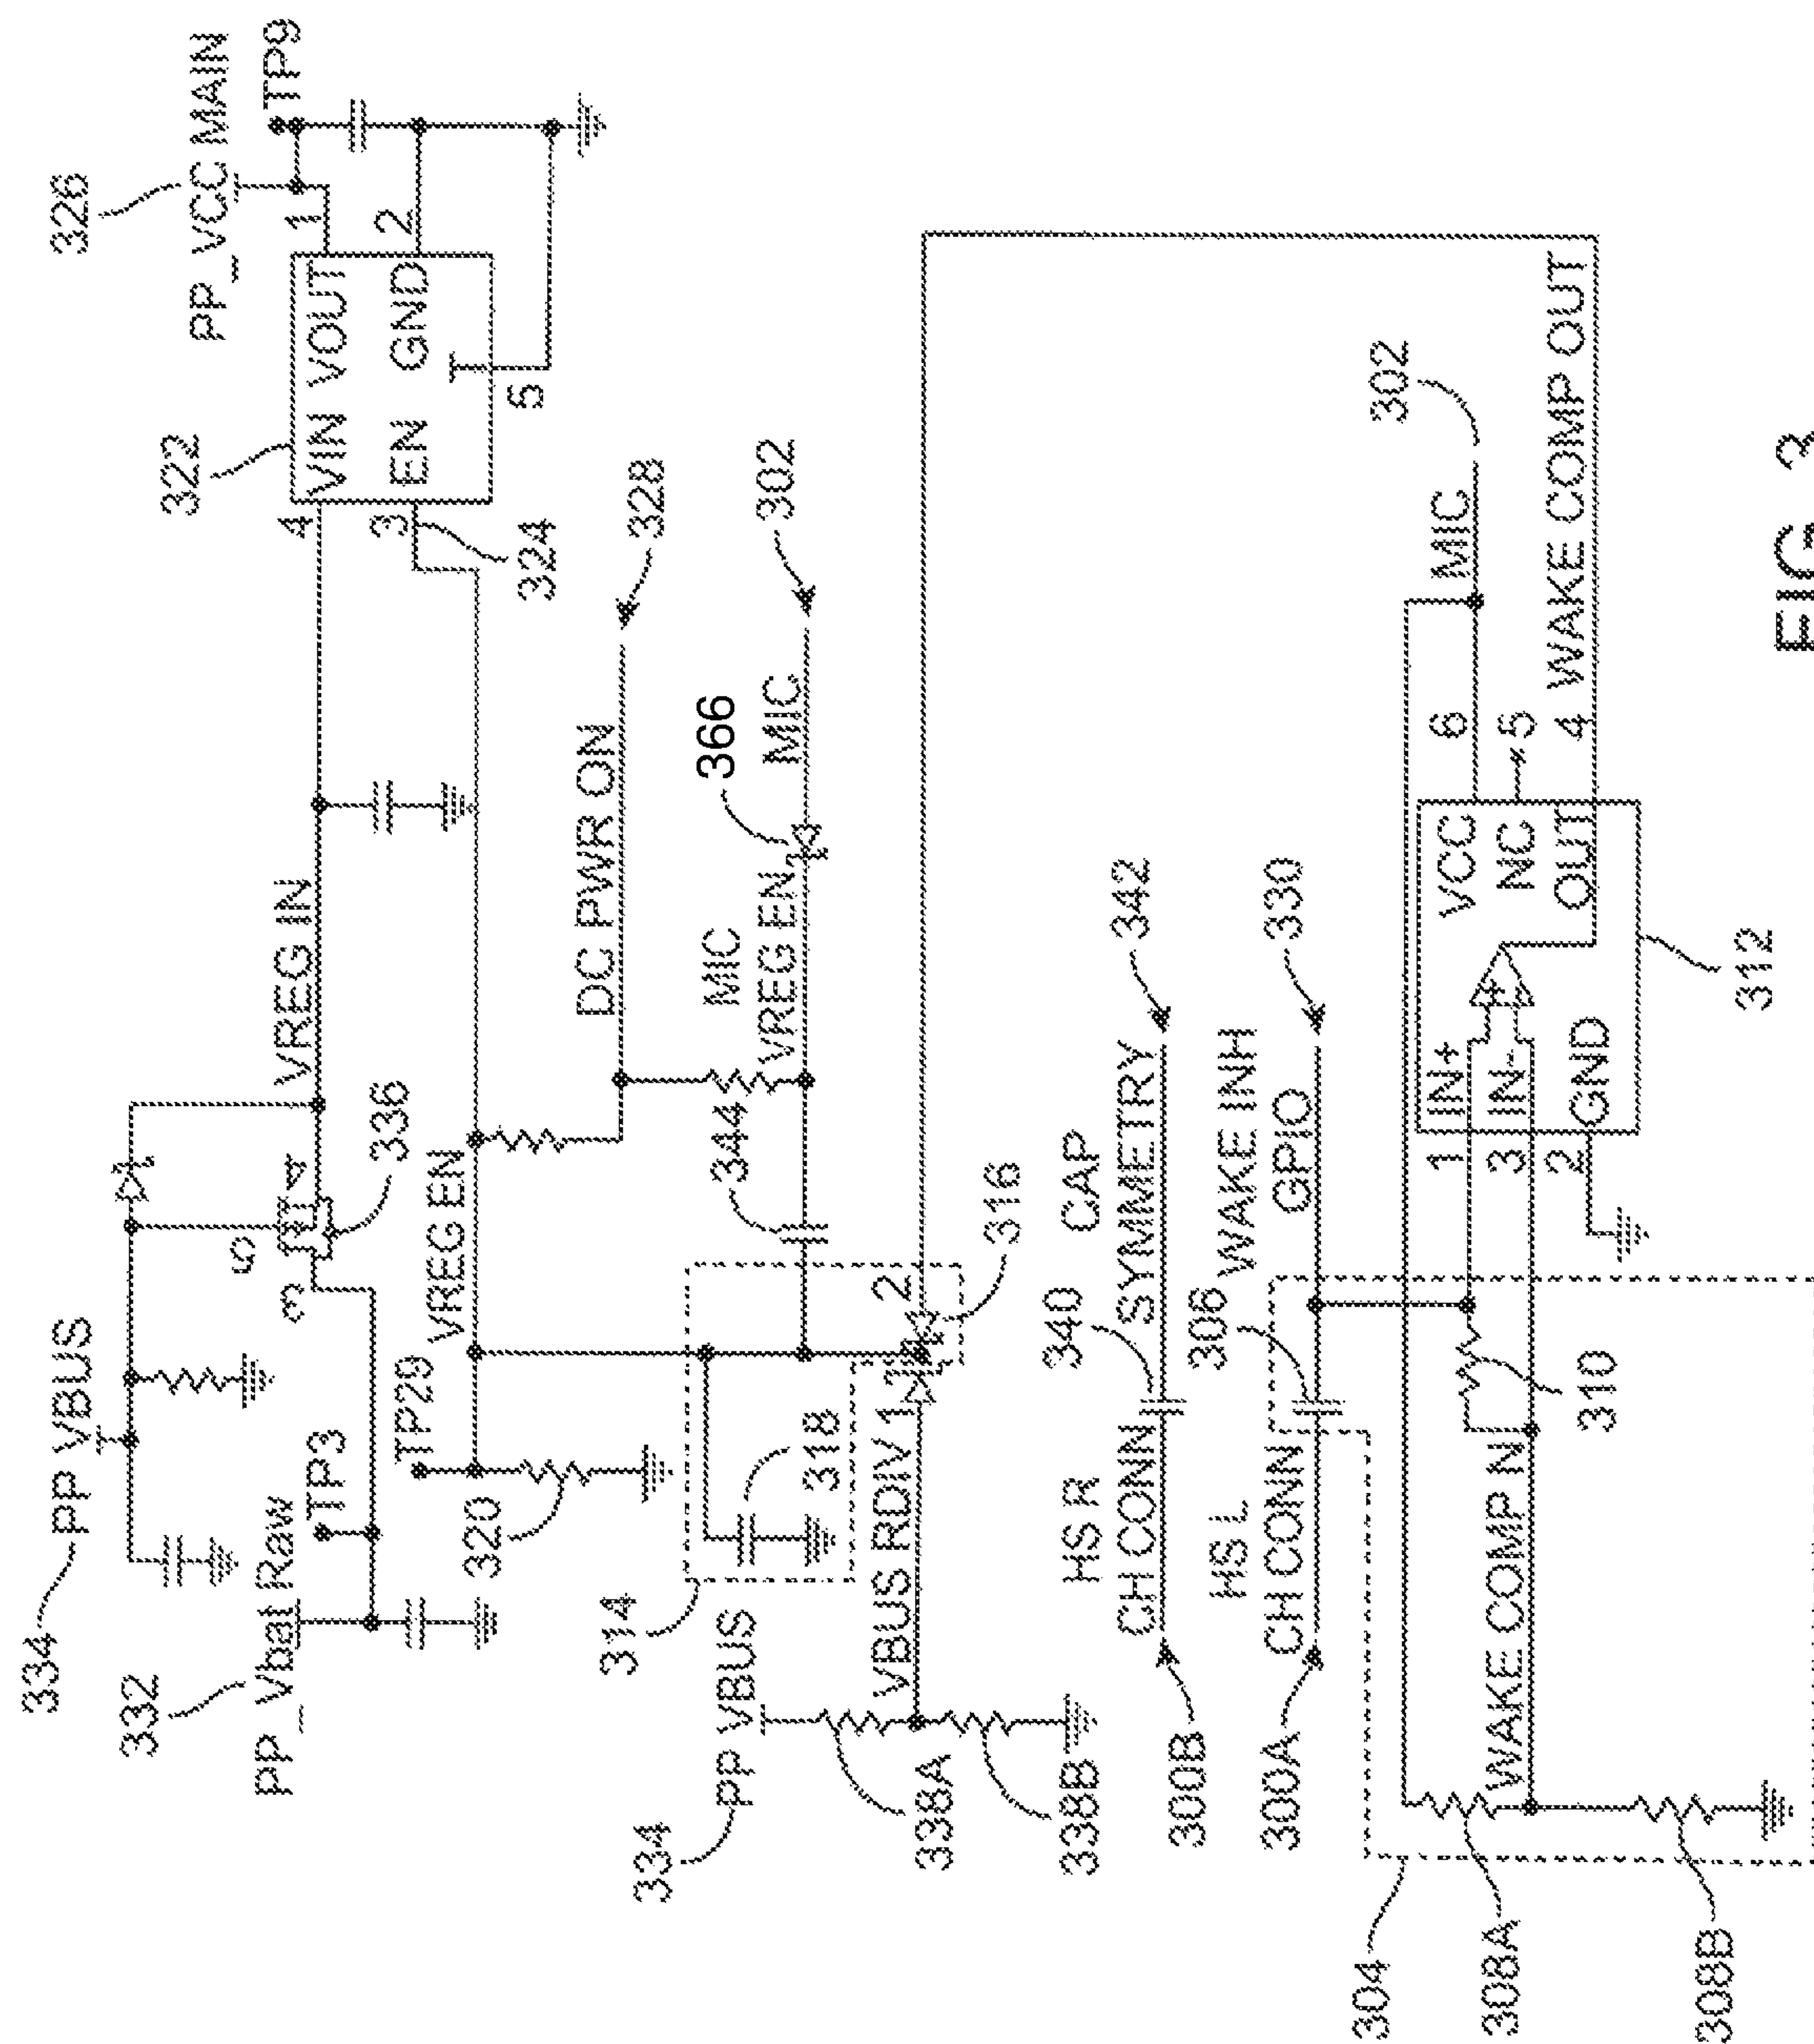 334
PP VBUS
332
PP_Vbat Raw
TP3
3
G
336
VREG IN
322
4
VIN VOUT
3
EN GND
324
1
2
5
326
PP_VCC MAIN
TP9
TP29
VREG EN
320
DC PWR ON
328
314
318
344
MIC
VREG EN
366
MIC
302
334
PP VBUS
338A
338B
VBUS RDIV 1
2
316
300B
HS R
CH CONN
340
CAP
SYMMETRY
342
300A
HS L
CH CONN
306
WAKE INH
GPIO
330
304
308A
308B
WAKE COMP N
310
1
IN+
3
IN-
2
GND
VCC
6
NC
5
OUT
4
312
MIC
302
WAKE COMP OUT
FIG. 3